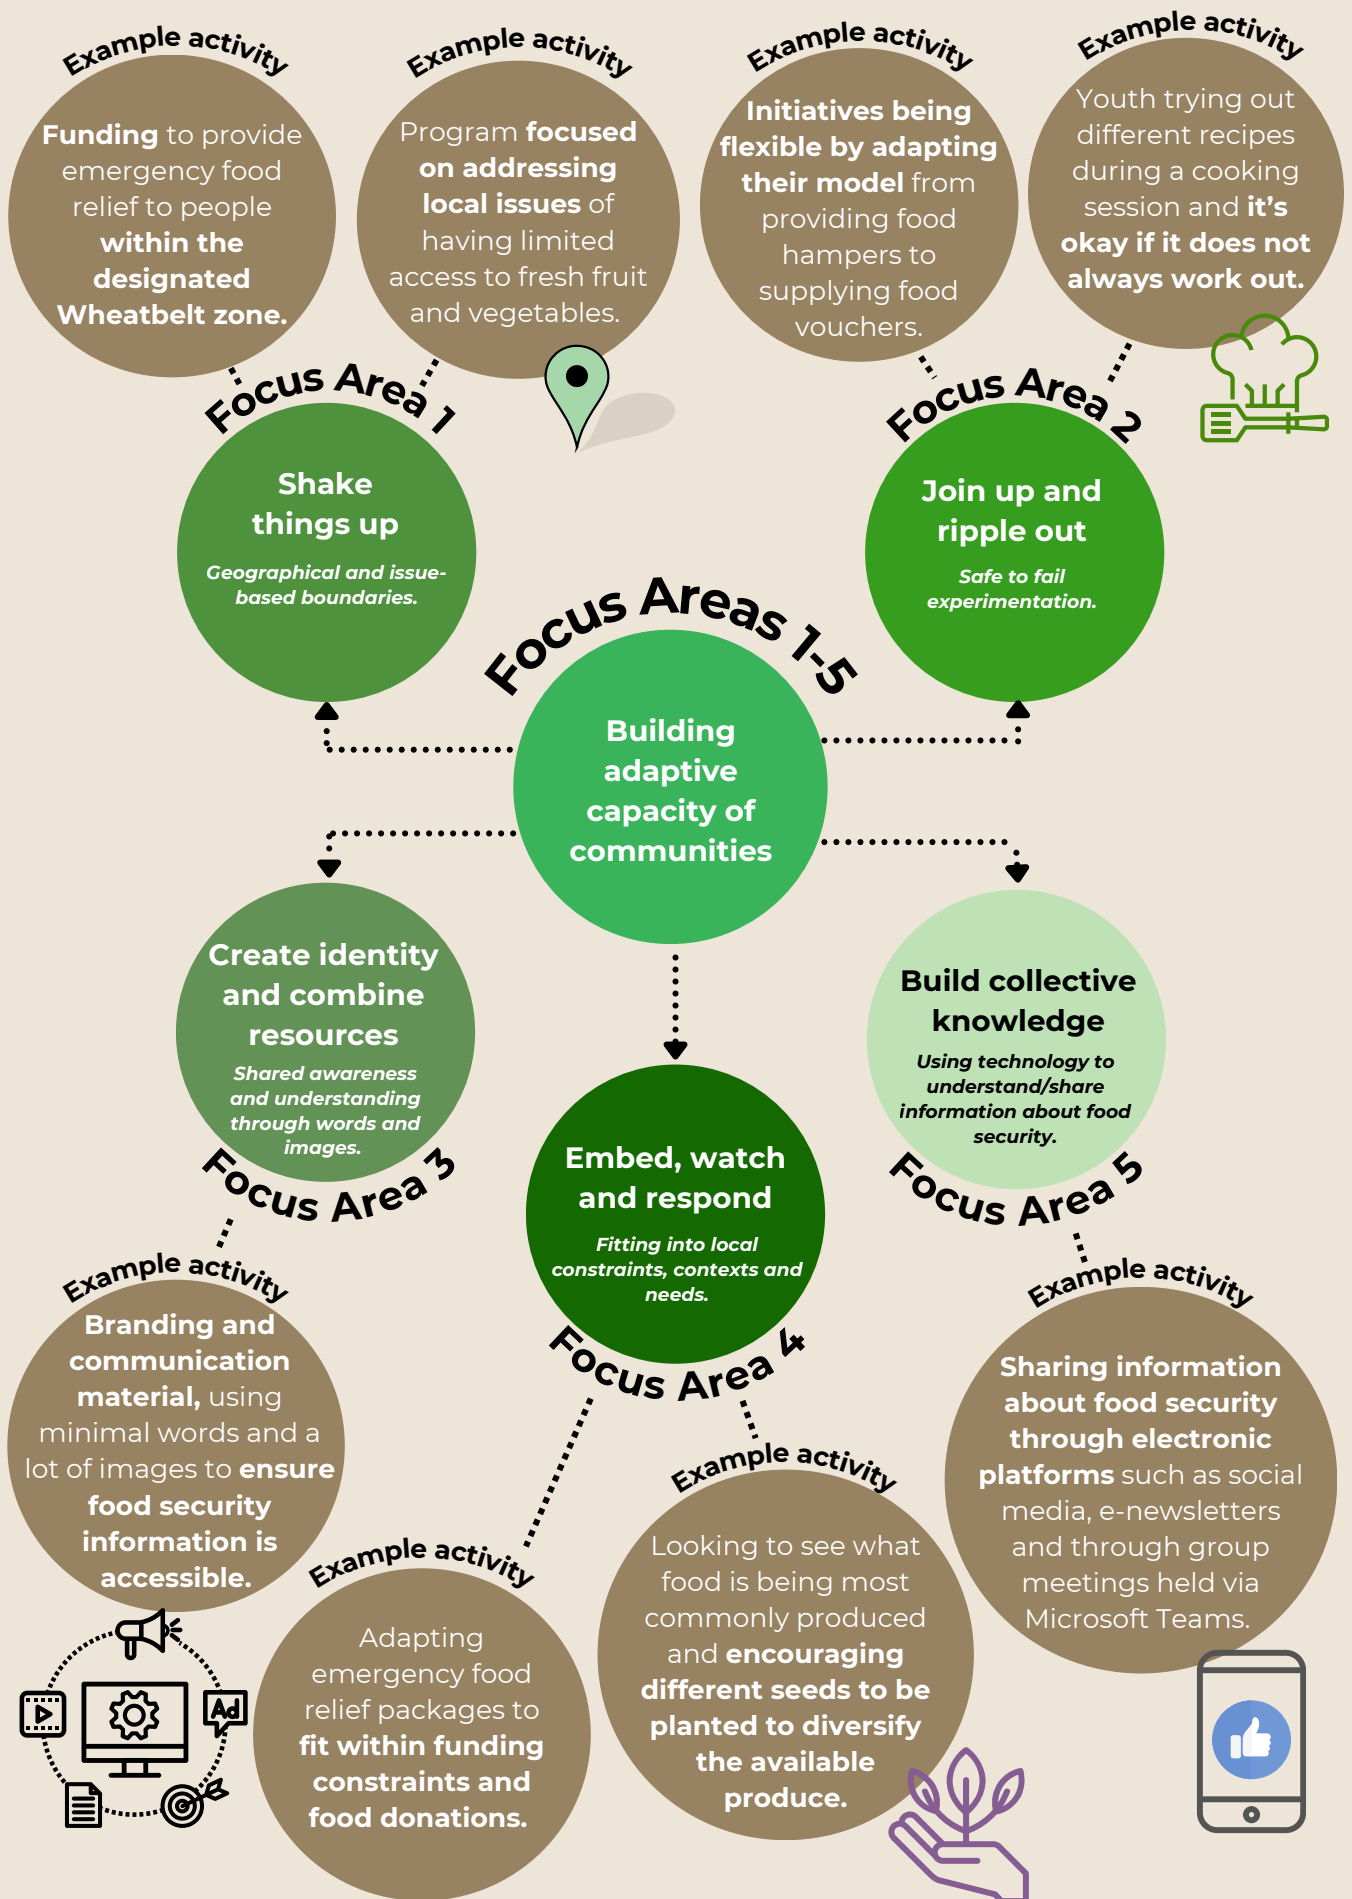 Example activity
Funding to provide
emergency food
relief to people
within the
designated
Wheatbelt zone.
Example activity
Program focused
on addressing
local issues of
having limited
access to fresh fruit
and vegetables.
Example activity
Initiatives being
flexible by adapting
their model from
providing food
hampers to
supplying food
vouchers.
Example activity
Youth trying out
different recipes
during a cooking
session and it's
okay if it does not
always work out.
Focus Area 1
Shake
things up
Geographical and issue-
based boundaries.
Focus Area 2
Join up and
ripple out
Safe to fail
experimentation.
Focus Areas 1-5
Building
adaptive
capacity of
communities
Create identity
and combine
resources
Shared awareness
and understanding
through words and
images.
Focus Area 3
Embed, watch
and respond
Fitting into local
constraints, contexts and
needs.
Focus Area 4
Build collective
knowledge
Using technology to
understand/share
information about food
security.
Focus Area 5
Example activity
Branding and
communication
material, using
minimal words and a
lot of images to ensure
food security
information is
accessible.
Ad
Example activity
Adapting
emergency food
relief packages to
fit within funding
constraints and
food donations.
Example activity
Looking to see what
food is being most
commonly produced
and encouraging
different seeds to be
planted to diversify
the available
produce.
Example activity
Sharing information
about food security
through electronic
platforms such as social
media, e-newsletters
and through group
meetings held via
Microsoft Teams.